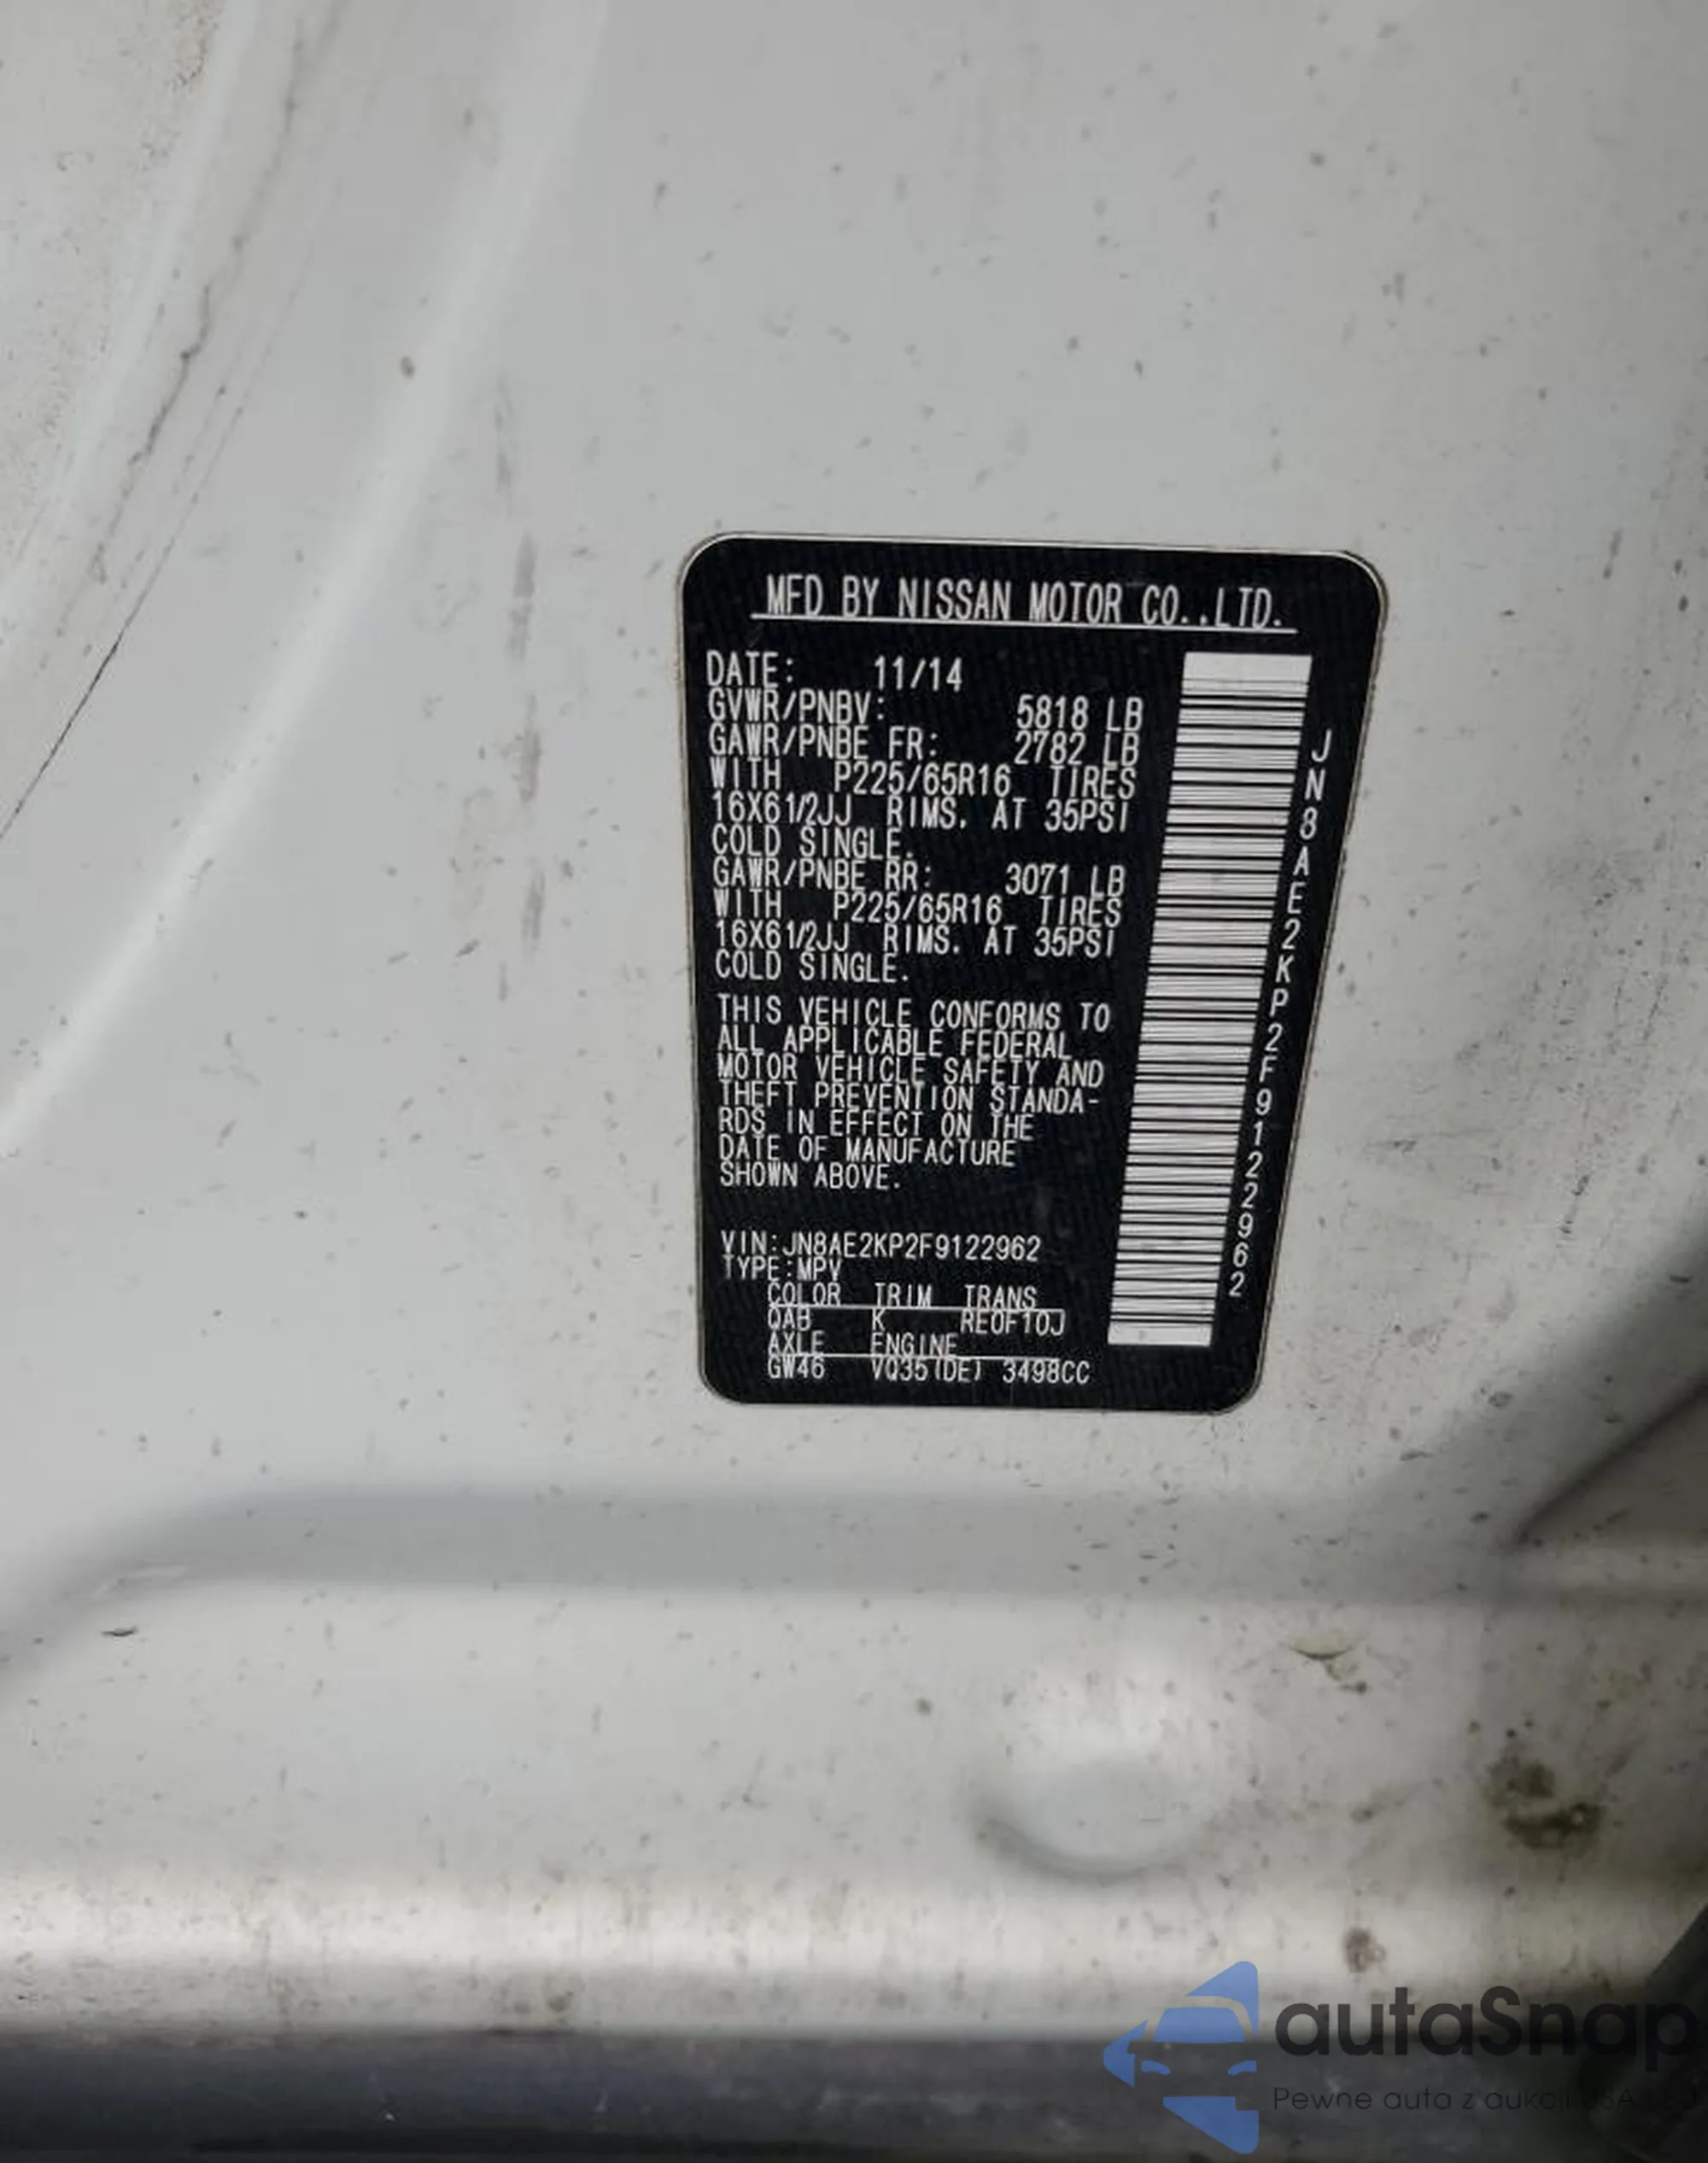 MFD BY NISSAN MOTOR CO.,LTD.
DATE: 11/14
GVWR/PNBV: 5818 LB
GAWR/PNBE FR: 2782 LB
WITH P225/65R16 TIRES
16X61/2JJ RIMS. AT 35PSI
COLD SINGLE.
GAWR/PNBE RR: 3071 LB
WITH P225/65R16 TIRES
16X61/2JJ RIMS. AT 35PSI
COLD SINGLE.
THIS VEHICLE CONFORMS TO
ALL APPLICABLE FEDERAL
MOTOR VEHICLE SAFETY AND
THEFT PREVENTION STANDA-
RDS IN EFFECT ON THE
DATE OF MANUFACTURE
SHOWN ABOVE.
VIN:JN8AE2KP2F9122962
TYPE:MPV
COLOR TRIM TRANS
QAB K RE0F10J
AXLE ENGINE
GW46 VQ35(DE) 3498CC
JN8AE2KP2F9122962
autaSnap
Pewne auta z aukcji USA